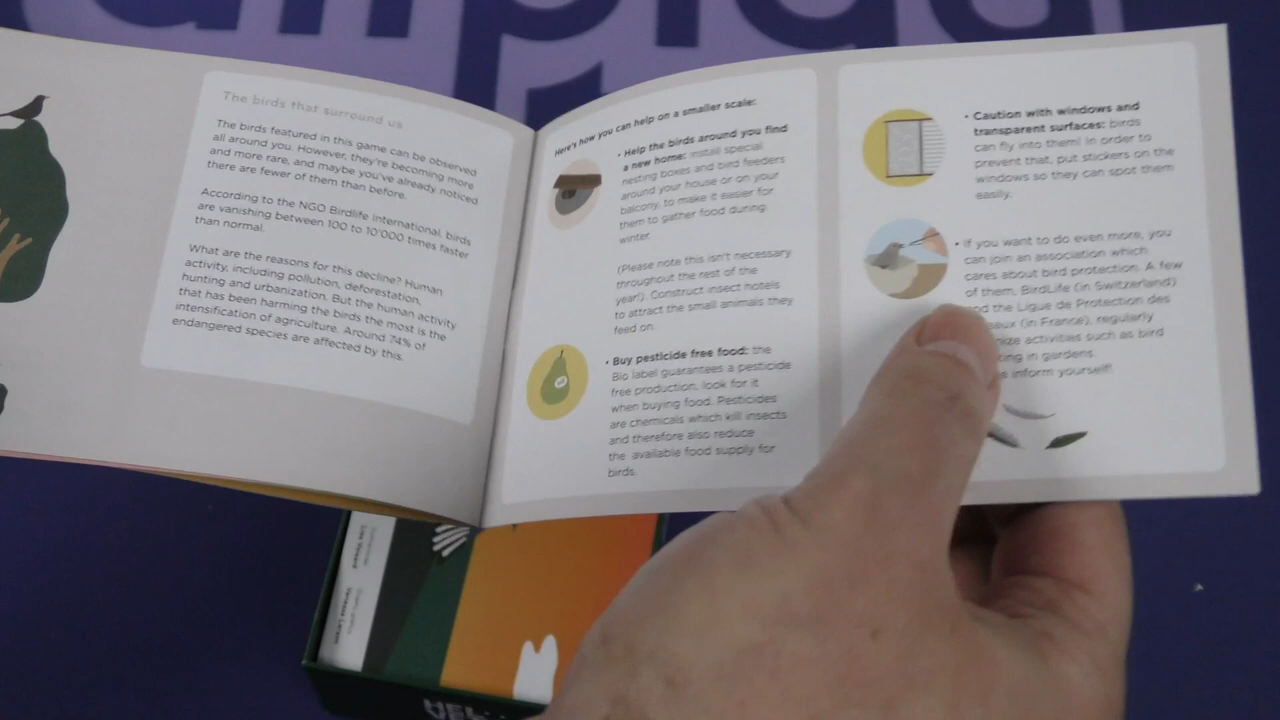 The birds that surround us
The birds featured in this game can be observed
all around you. However, they're becoming more
and more rare, and maybe you've already noticed
there are fewer of them than before.
According to the NGO Birdlife International, birds
are vanishing between 100 to 10'000 times faster
than normal.
What are the reasons for this decline? Human
activity, including pollution, deforestation,
hunting and urbanization. But the human activity
that has been harming the birds the most is the
intensification of agriculture. Around 74% of
endangered species are affected by this.
Here's how you can help on a smaller scale:
• Help the birds around you find
a new home: install special
nesting boxes and bird feeders
around your house or on your
balcony, to make it easier for
them to gather food during
winter.
(Please note this isn't necessary
throughout the rest of the
year!). Construct insect hotels
to attract the small animals they
feed on.
• Buy pesticide free food: the
Bio label guarantees a pesticide
free production, look for it
when buying food. Pesticides
are chemicals which kill insects
and therefore also reduce
the available food supply for
birds.
• Caution with windows and
transparent surfaces: birds
can fly into them! In order to
prevent that, put stickers on the
windows so they can spot them
easily.
• If you want to do even more, you
can join an association which
cares about bird protection. A few
of them, BirdLife (in Switzerland)
the Ligue de Protection des
(in France), regularly
activities such as bird
in gardens.
inform yourself!